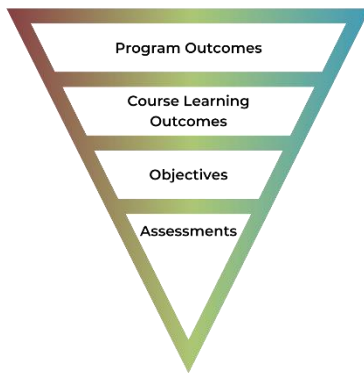 Program Outcomes
Course Learning
Outcomes
Objectives
Assessments